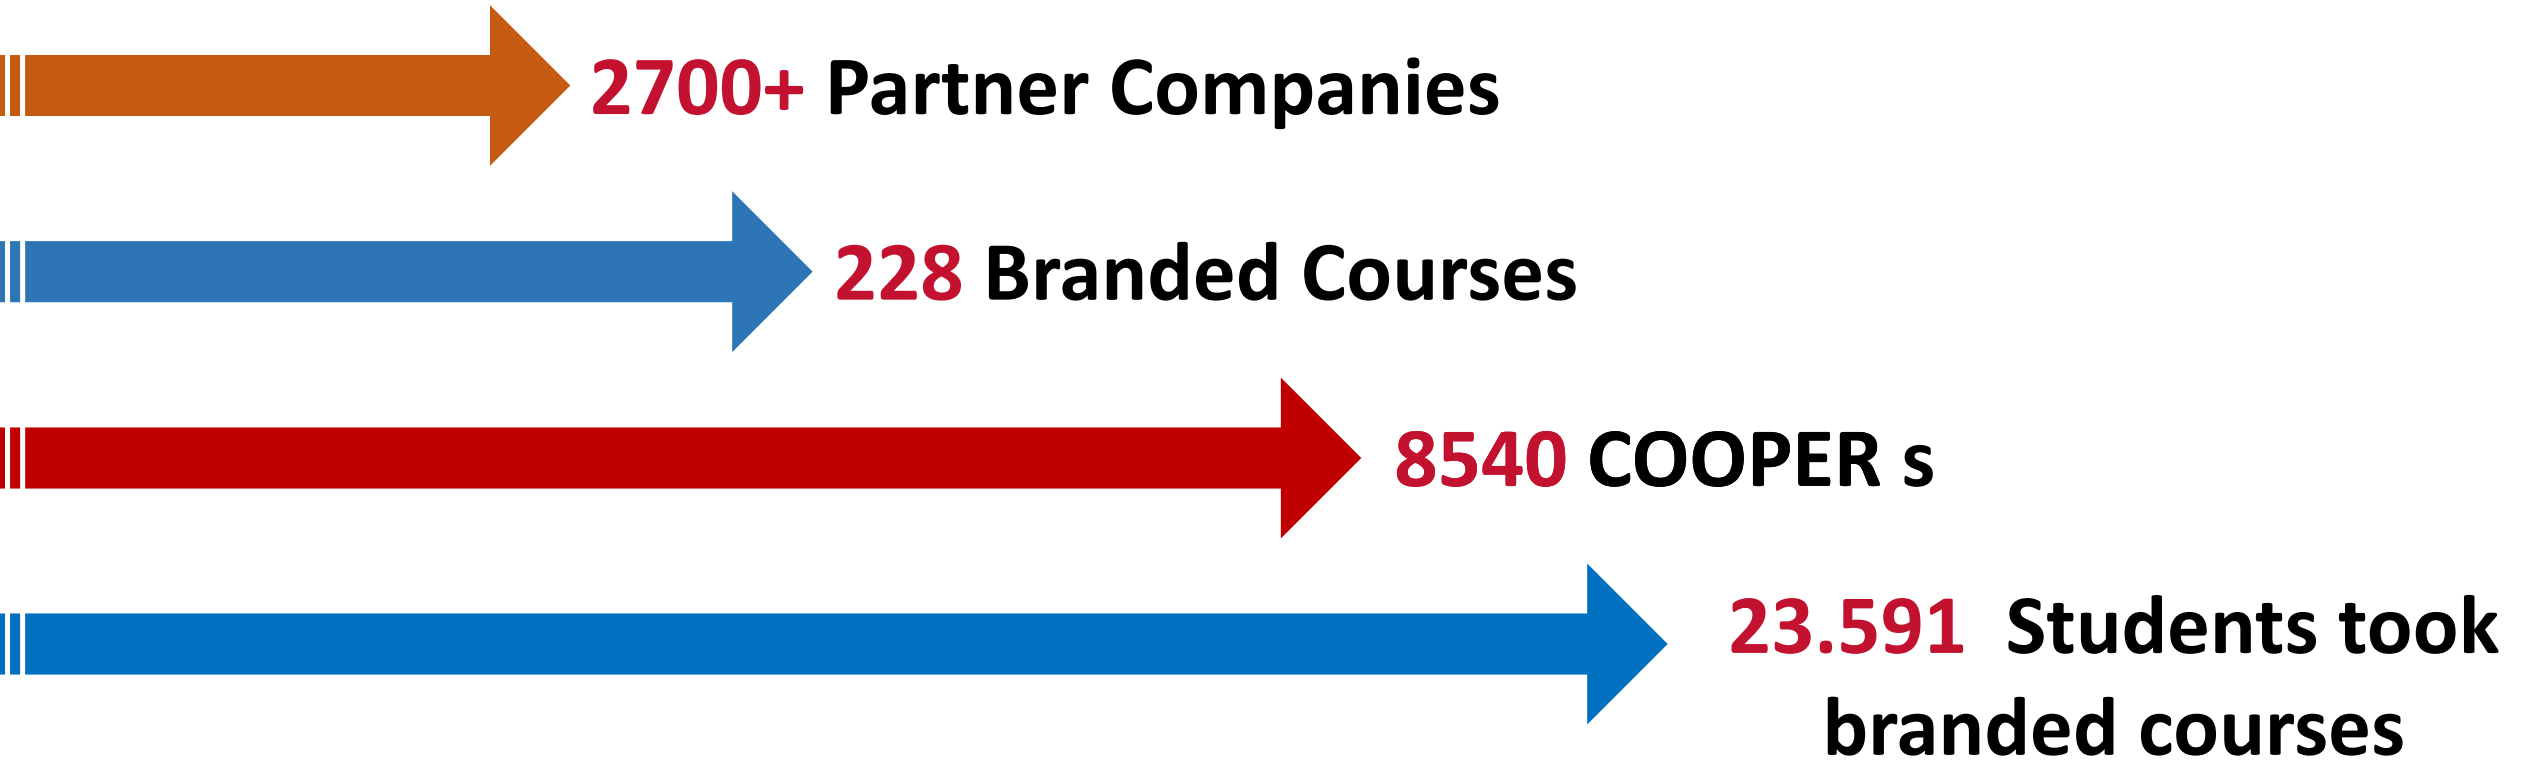 2700+ Partner Companies
228 Branded Courses
8540 COOPER s
23.591 Students took
branded courses